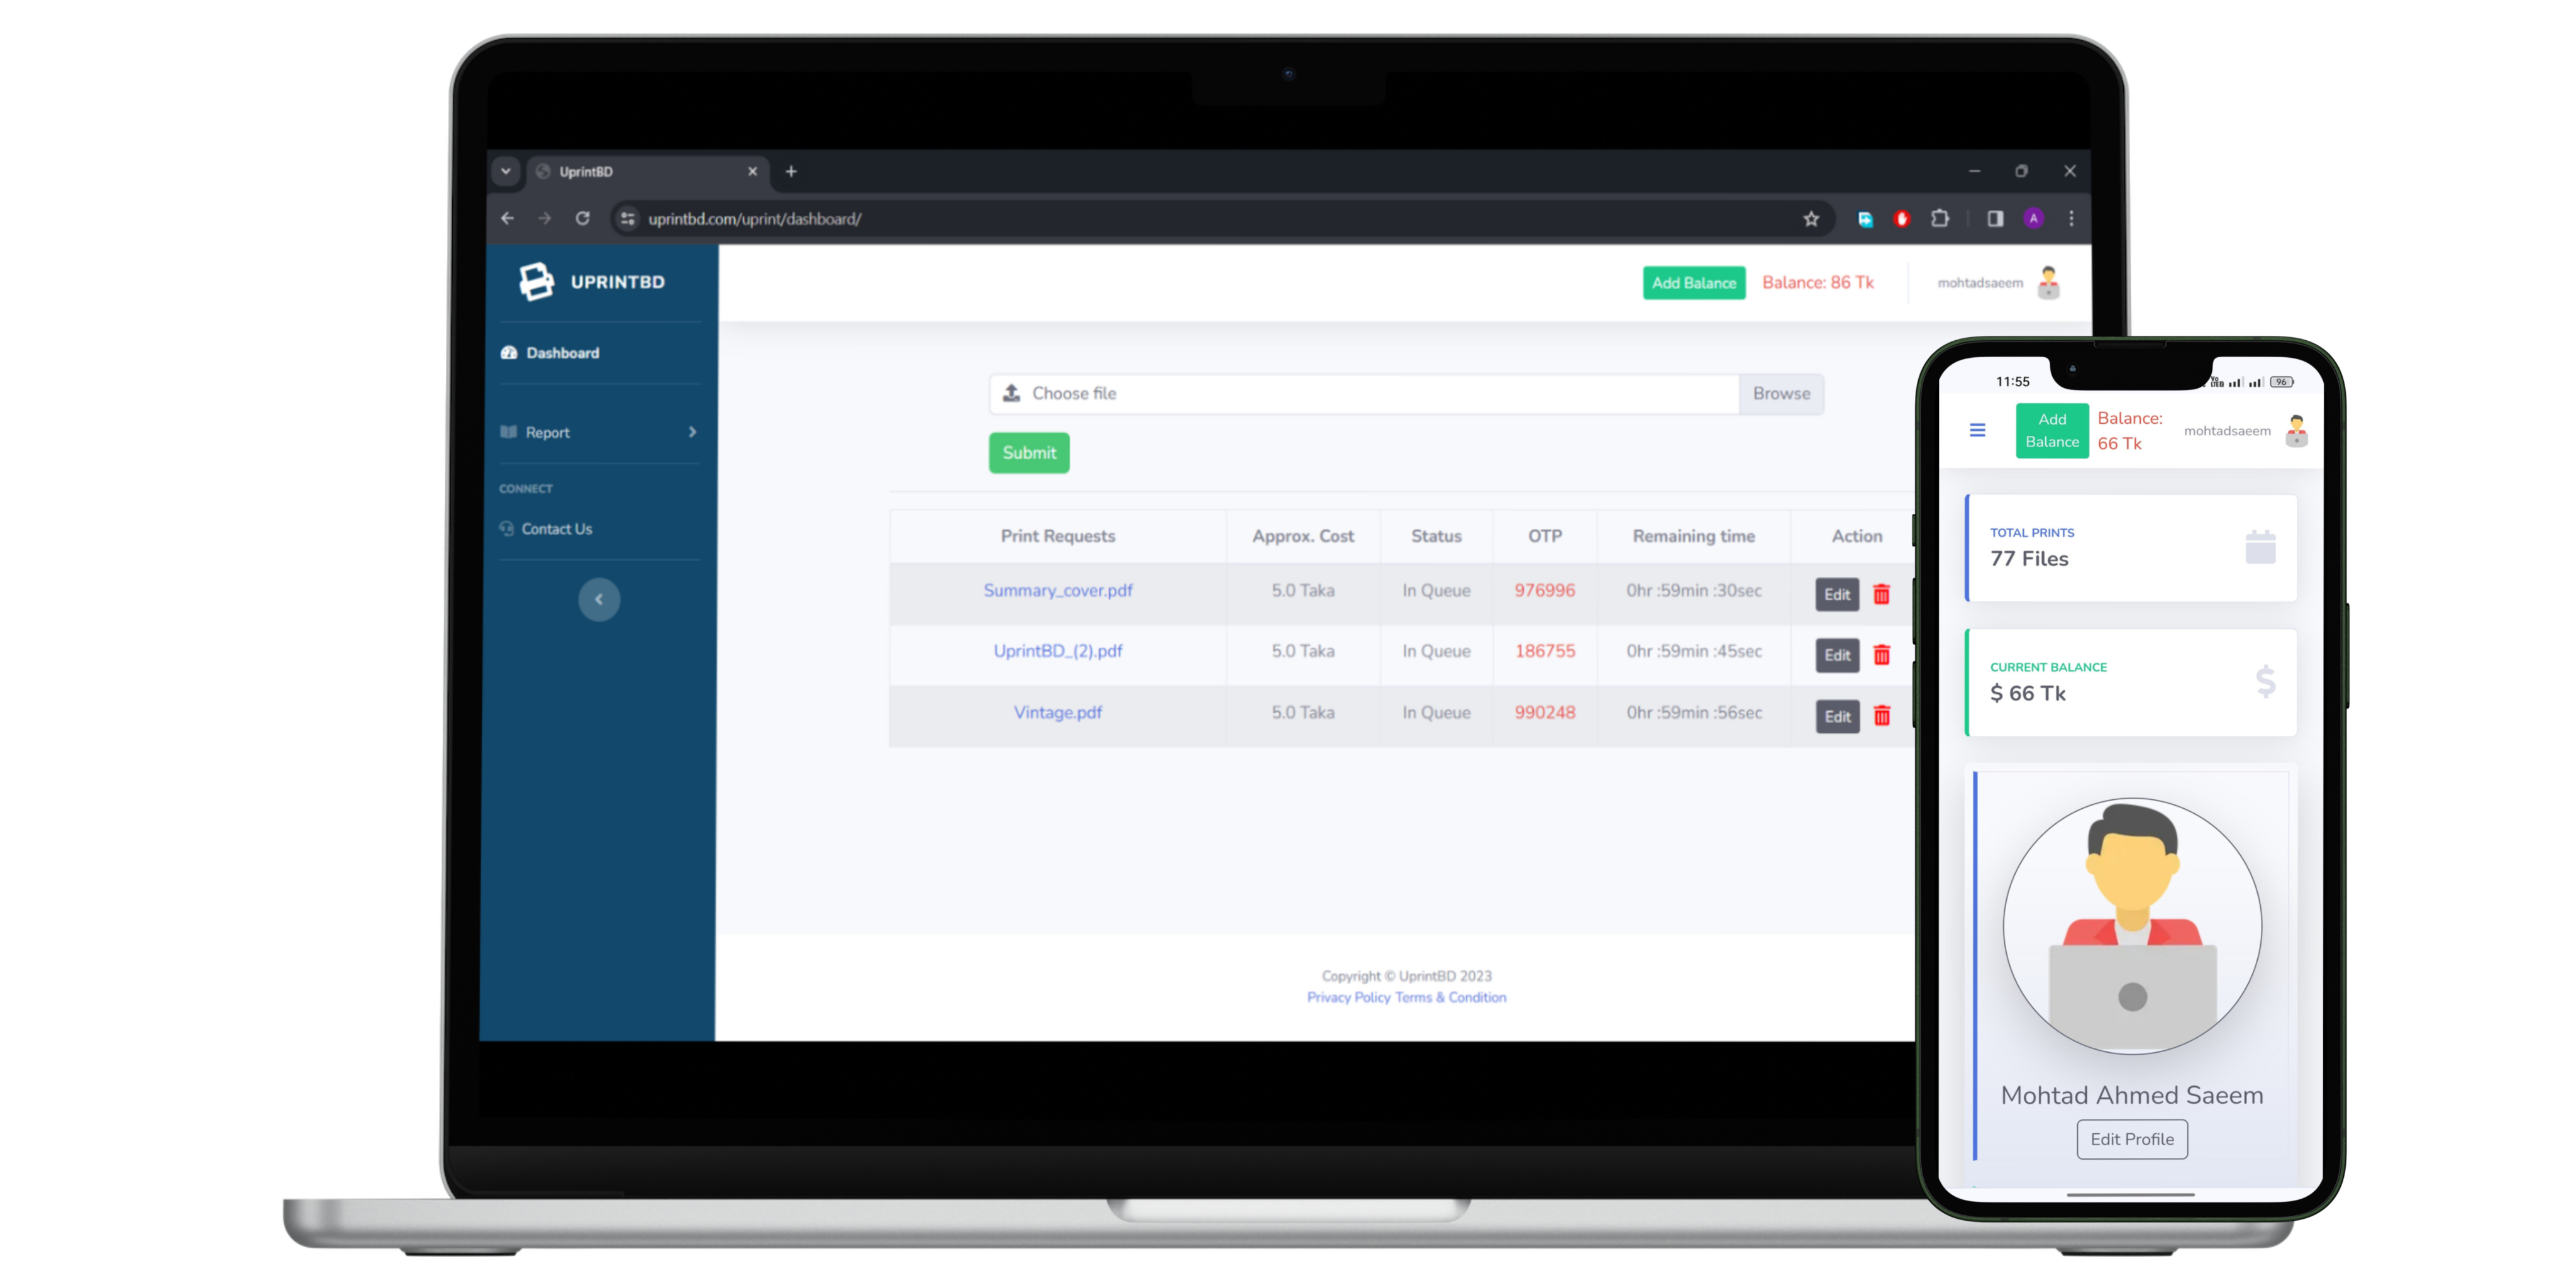 UprintBD
uprintbd.com/uprint/dashboard/
A
UPRINTBD
Add Balance Balance: 86 Tk mohtadsaeem
Dashboard
Report
CONNECT
Contact Us
Choose file Browse
Submit
Print Requests Approx. Cost Status OTP Remaining time Action
Summary_cover.pdf 5.0 Taka In Queue 976996 0hr :59min :30sec Edit
UprintBD_(2).pdf 5.0 Taka In Queue 186755 0hr :59min :45sec Edit
Vintage.pdf 5.0 Taka In Queue 990248 0hr :59min :56sec Edit
Copyright © UprintBD 2023
Privacy Policy Terms & Condition
11:55 96
Add
Balance
Balance:
66 Tk
mohtadsaeem
TOTAL PRINTS
77 Files
CURRENT BALANCE
$ 66 Tk
Mohtad Ahmed Saeem
Edit Profile